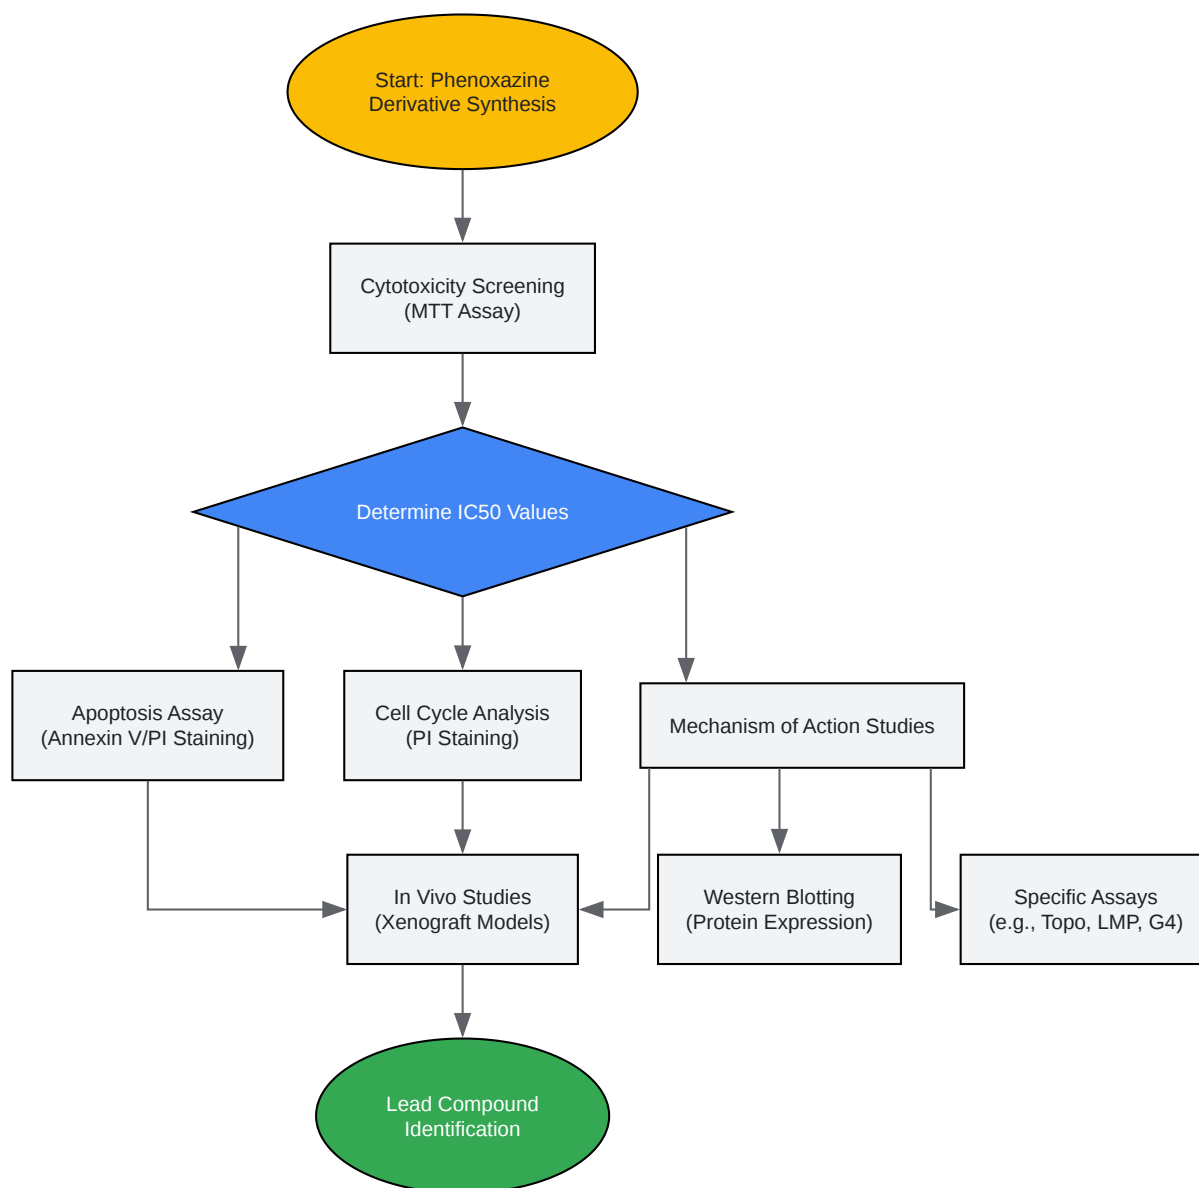 Start: Phenoxazine
Derivative Synthesis
Cytotoxicity Screening
(MTT Assay)
Determine IC50 Values
Apoptosis Assay
(Annexin V/PI Staining)
Cell Cycle Analysis
(PI Staining)
Mechanism of Action Studies
In Vivo Studies
(Xenograft Models)
Western Blotting
(Protein Expression)
Specific Assays
(e.g., Topo, LMP, G4)
Lead Compound
Identification